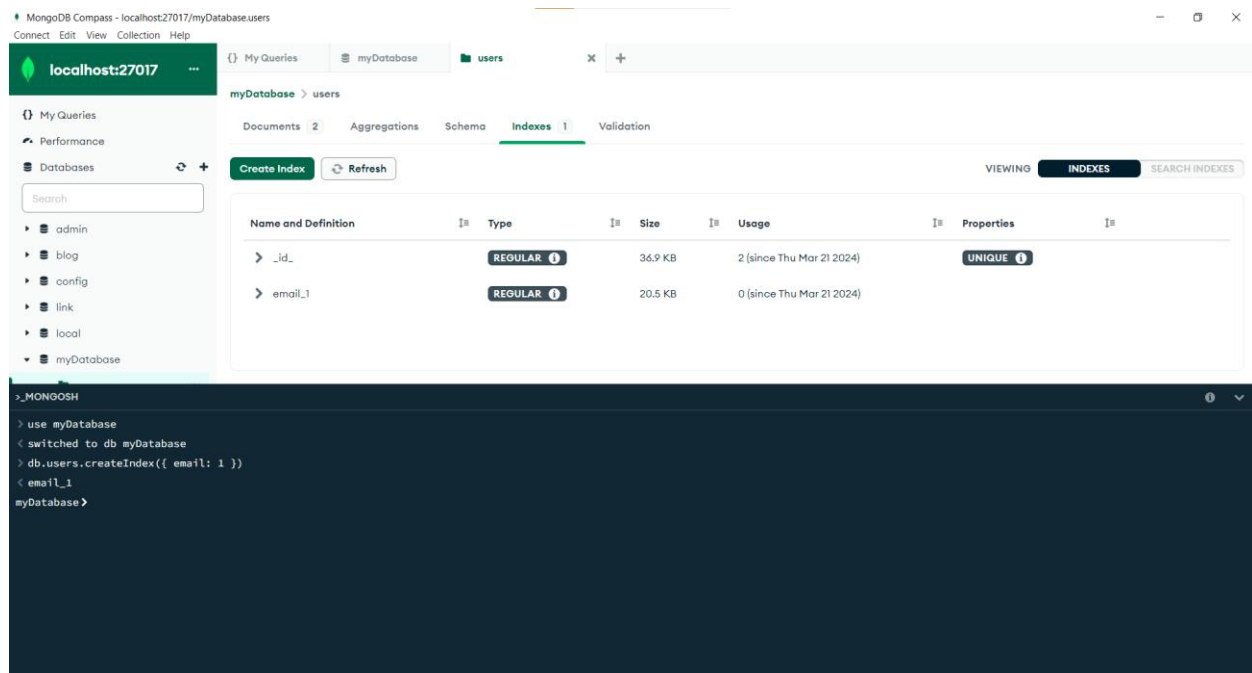 MongoDB Compass - localhost:27017/myDatabase.users
Connect Edit View Collection Help
localhost:27017 ...
{} My Queries myDatabase users
myDatabase > users
{} My Queries
Performance
Databases
Search
admin
blog
config
link
local
myDatabase
Documents 2 Aggregations Schema Indexes 1 Validation
Create Index Refresh VIEWING INDEXES SEARCH INDEXES
Name and Definition Type Size Usage Properties
_id_ REGULAR 36.9 KB 2 (since Thu Mar 21 2024) UNIQUE
email_1 REGULAR 20.5 KB 0 (since Thu Mar 21 2024)
>_MONGOSH
> use myDatabase
< switched to db myDatabase
> db.users.createIndex({ email: 1 })
< email_1
myDatabase>